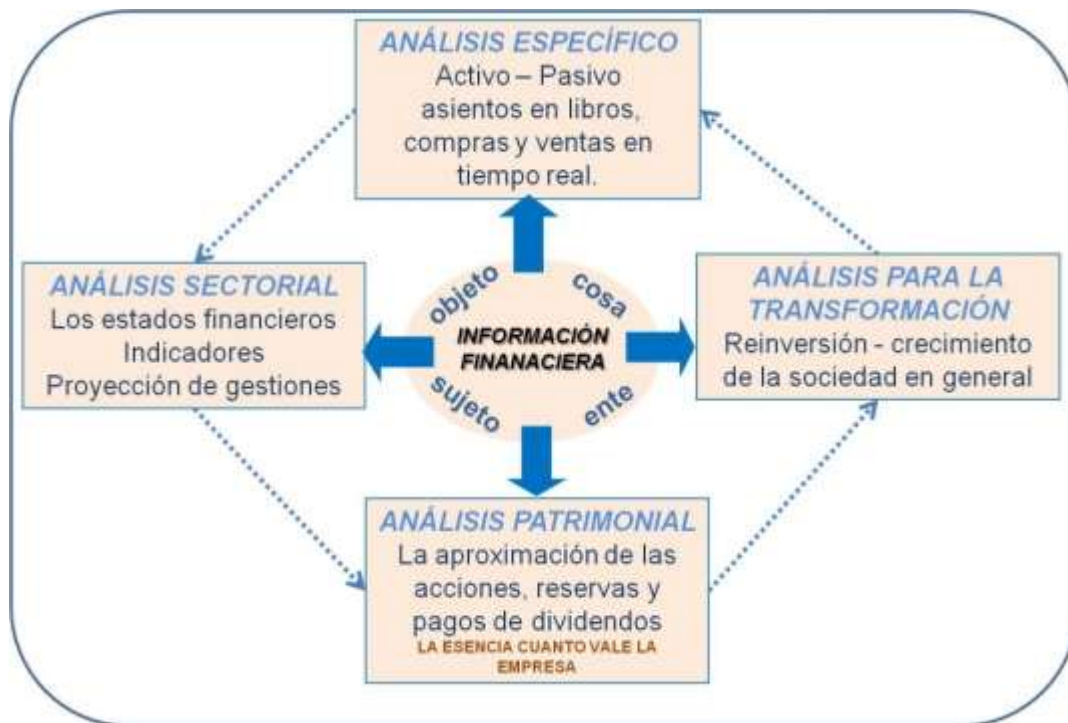 ANÁLISIS ESPECÍFICO
Activo – Pasivo
asientos en libros,
compras y ventas en
tiempo real.
ANÁLISIS SECTORIAL
Los estados financieros
Indicadores
Proyección de gestiones
objeto
cosa
INFORMACIÓN
FINANACIERA
sujeto
ente
ANÁLISIS PARA LA
TRANSFORMACIÓN
Reinversión - crecimiento
de la sociedad en general
ANÁLISIS PATRIMONIAL
La aproximación de las
acciones, reservas y
pagos de dividendos
LA ESENCIA CUANTO VALE LA
EMPRESA